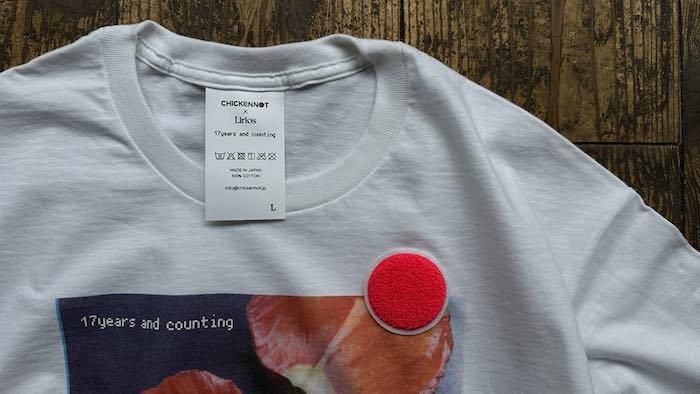 CHICKENNOT
×
Lirios
17years and counting
MADE IN JAPAN
100% COTTON
info@chickennot.jp
L
17years and counting